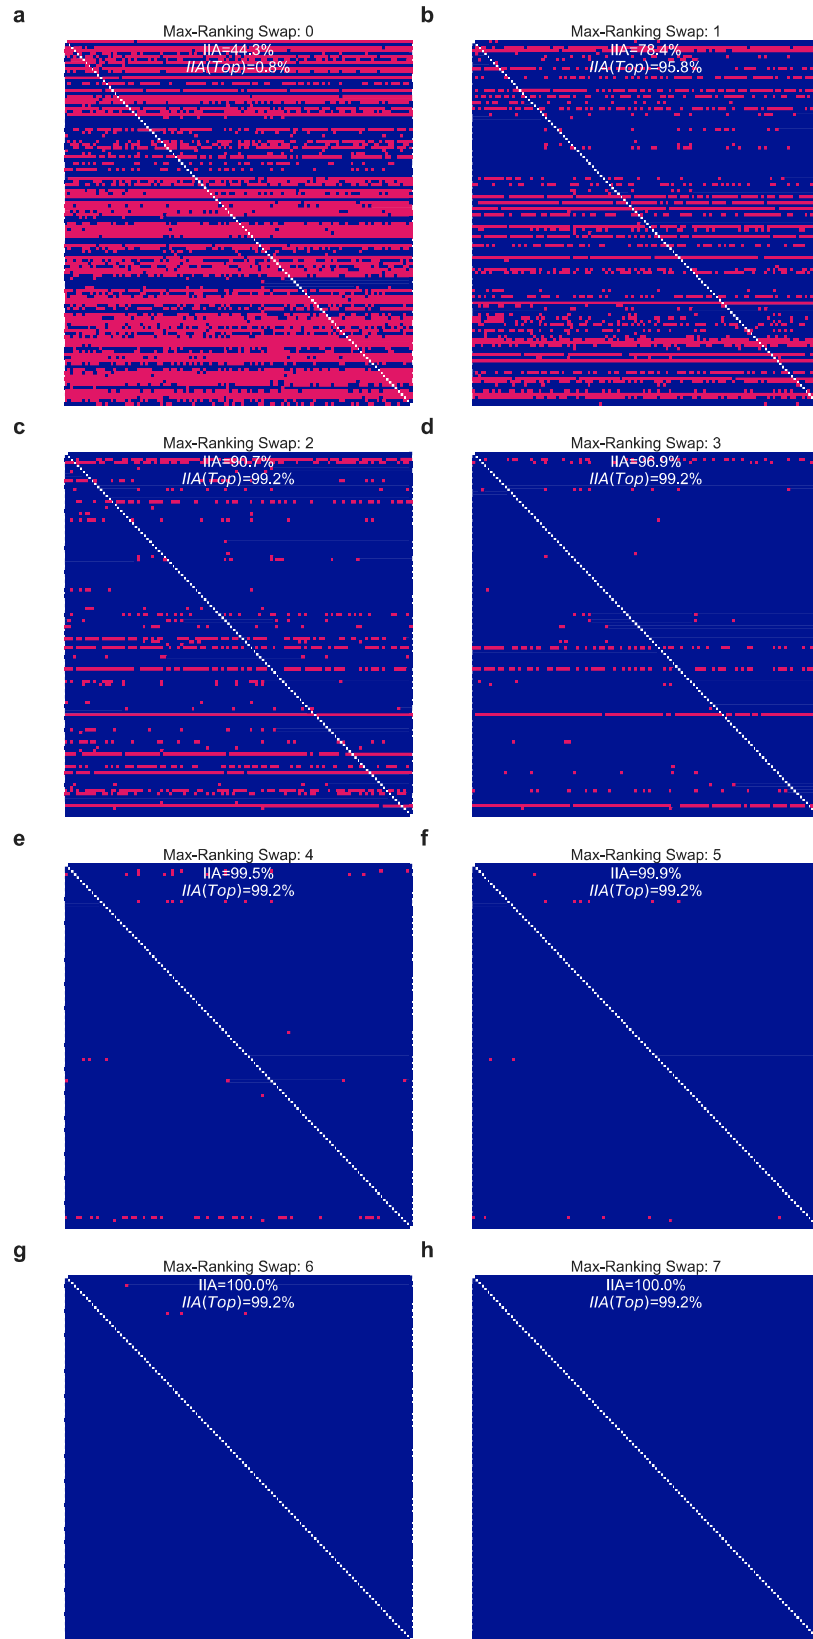 a
Max-Ranking Swap: 0
IIA=44.3%
IIA(Top)=0.8%
b
Max-Ranking Swap: 1
IIA=78.4%
IIA(Top)=95.8%
c
Max-Ranking Swap: 2
IIA=90.7%
IIA(Top)=99.2%
d
Max-Ranking Swap: 3
IIA=96.9%
IIA(Top)=99.2%
e
Max-Ranking Swap: 4
IIA=99.5%
IIA(Top)=99.2%
f
Max-Ranking Swap: 5
IIA=99.9%
IIA(Top)=99.2%
g
Max-Ranking Swap: 6
IIA=100.0%
IIA(Top)=99.2%
h
Max-Ranking Swap: 7
IIA=100.0%
IIA(Top)=99.2%